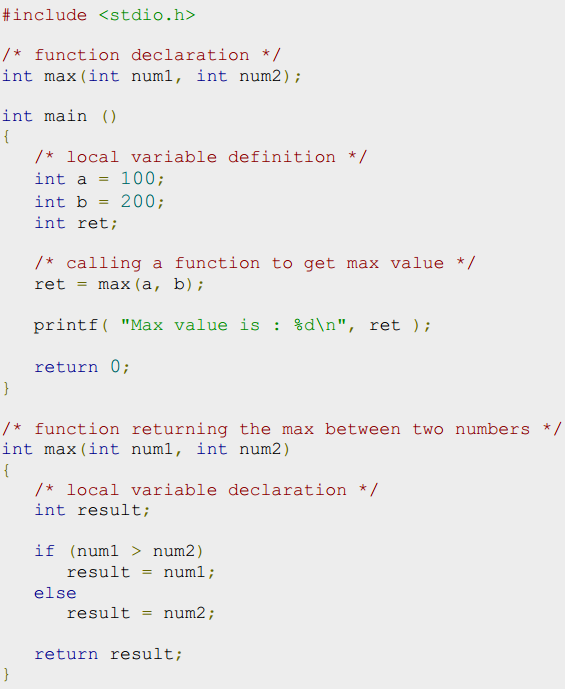 #include <stdio.h>
/* function declaration */
int max(int num1, int num2);
int main ()
{
/* local variable definition */
int a = 100;
int b = 200;
int ret;
/* calling a function to get max value */
ret = max(a, b);
printf( "Max value is : %d\n", ret );
return 0;
}
/* function returning the max between two numbers */
int max(int num1, int num2)
{
/* local variable declaration */
int result;
if (num1 > num2)
result = num1;
else
result = num2;
return result;
}